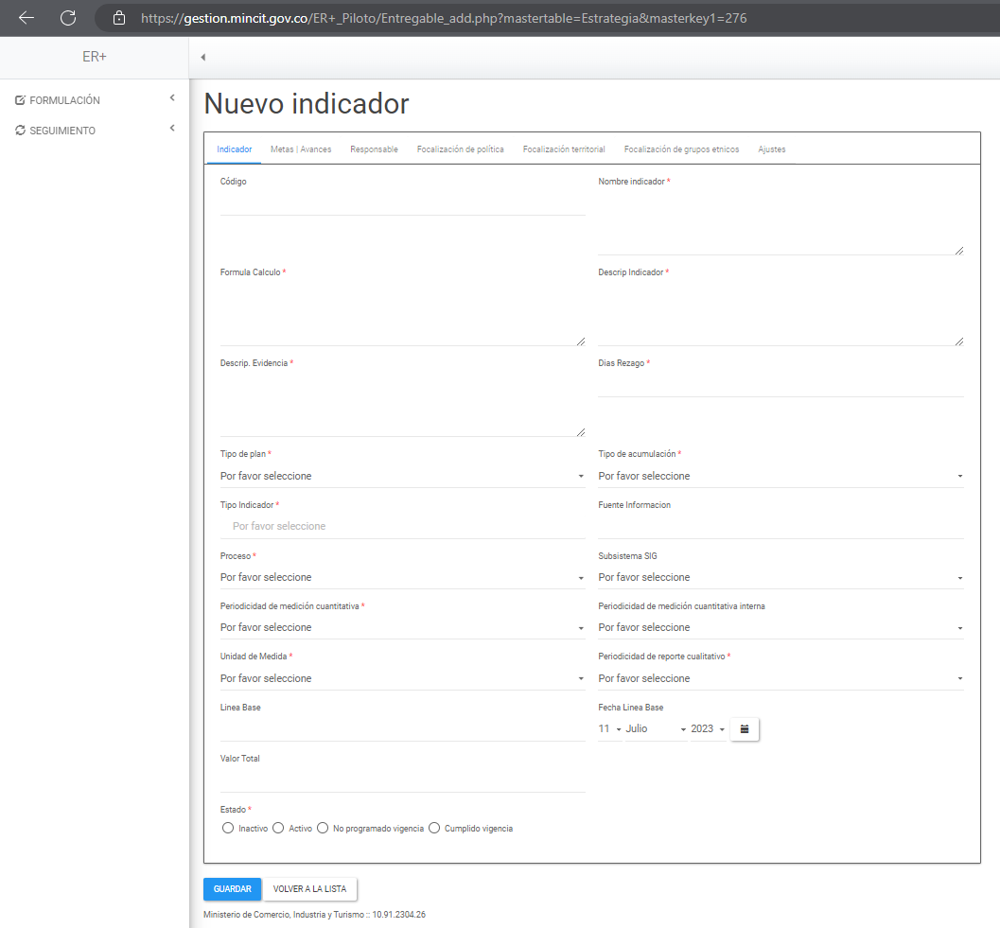 https://gestion.mincit.gov.co/ER+_Piloto/Entregable_add.php?mastertable=Estrategia&masterkey1=276
ER+
FORMULACIÓN
SEGUIMIENTO
Nuevo indicador
Indicador Metas | Avances Responsable Focalización de política Focalización territorial Focalización de grupos etnicos Ajustes
Código Nombre indicador *
Formula Calculo * Descrip Indicador *
Descrip. Evidencia * Dias Rezago *
Tipo de plan * Tipo de acumulación *
Por favor seleccione Por favor seleccione
Tipo Indicador * Fuente Informacion
Por favor seleccione
Proceso * Subsistema SIG
Por favor seleccione Por favor seleccione
Periodicidad de medición cuantitativa * Periodicidad de medición cuantitativa interna
Por favor seleccione Por favor seleccione
Unidad de Medida * Periodicidad de reporte cualitativo *
Por favor seleccione Por favor seleccione
Linea Base Fecha Linea Base
11 Julio 2023
Valor Total
Estado *
Inactivo Activo No programado vigencia Cumplido vigencia
GUARDAR VOLVER A LA LISTA
Ministerio de Comercio, Industria y Turismo :: 10.91.2304.26